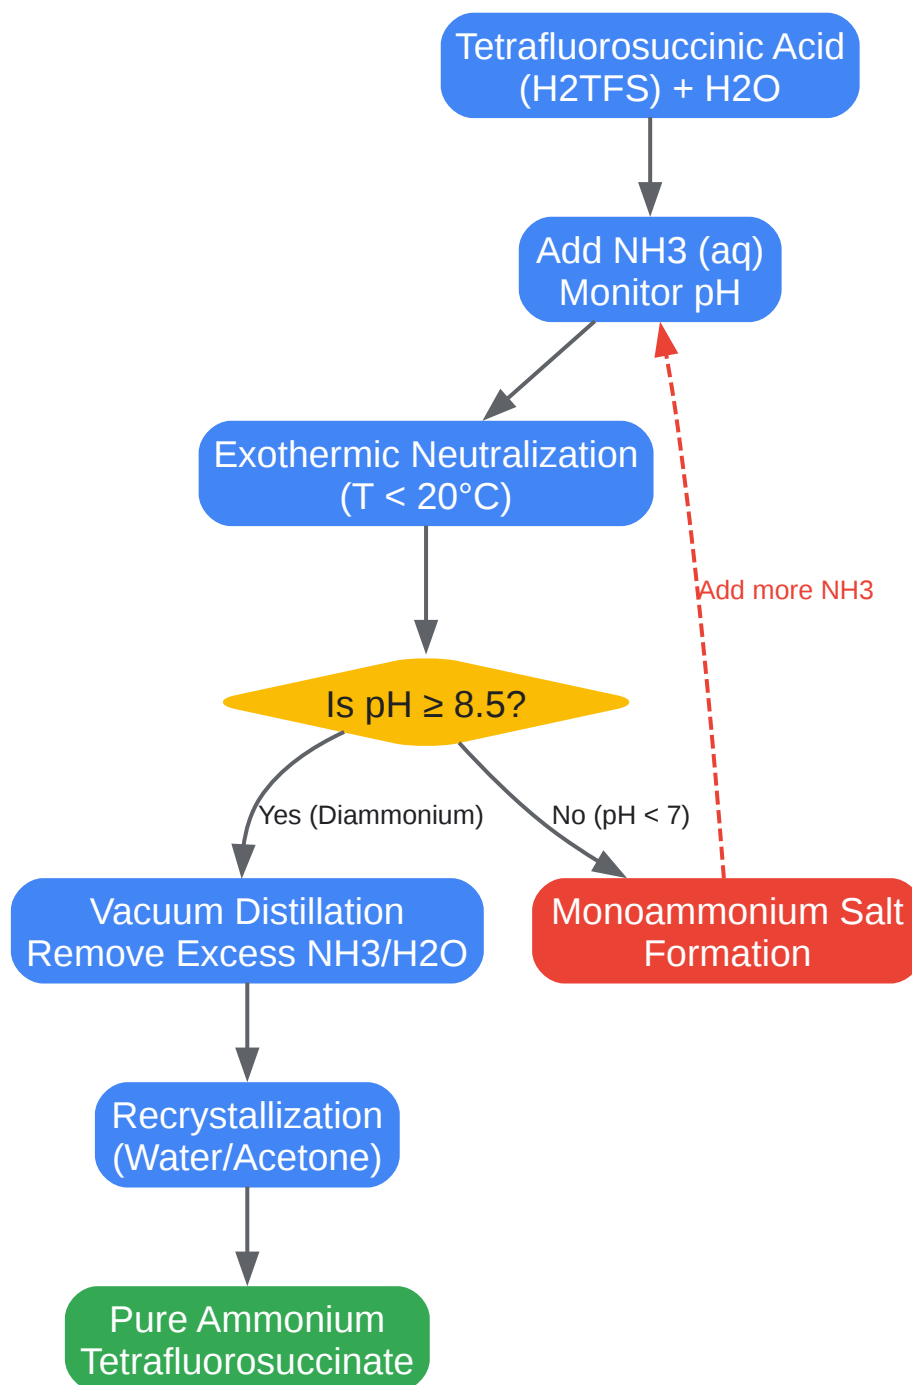 Tetrafluorosuccinic Acid
(H2TFS) + H2O
Add NH3 (aq)
Monitor pH
Exothermic Neutralization
(T < 20°C)
Add more NH3
Is pH ≥ 8.5?
Yes (Diammonium)
No (pH < 7)
Vacuum Distillation
Remove Excess NH3/H2O
Monoammonium Salt
Formation
Recrystallization
(Water/Acetone)
Pure Ammonium
Tetrafluorosuccinate